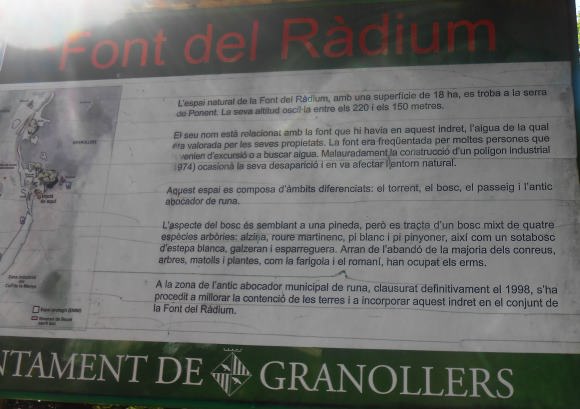 Font del Ràdium
L'espai natural de la Font del Ràdium, amb una superfície de 18 ha, es troba a la serra
de Ponent. La seva altitud oscil·la entre els 220 i els 150 metres.
El seu nom està relacionat amb la font que hi havia en aquest indret, l'aigua de la qual
era valorada per les seves propietats. La font era freqüentada per moltes persones que
venien d'excursió o a buscar aigua. Malauradament la construcció d'un polígon industrial
1974) ocasionà la seva desaparició i en va afectar l'entorn natural.
Aquest espai es composa d'àmbits diferenciats: el torrent, el bosc, el passeig i l'antic
abocador de runa.
L'aspecte del bosc és semblant a una pineda, però es tracta d'un bosc mixt de quatre
espècies arbòries: alzina, roure martinenc, pi blanc i pi pinyoner, així com un sotabosc
d'estepa blanca, galzeran i esparreguera. Arran de l'abandó de la majoria dels conreus,
arbres, matolls i plantes, com la farigola i el romaní, han ocupat els erms.
A la zona de l'antic abocador municipal de runa, clausurat definitivament el 1998, s'ha
procedit a millorar la contenció de les terres i a incorporar aquest indret en el conjunt de
la Font del Ràdium.
GRANOLLERS
NTAMENT DE GRANOLLERS